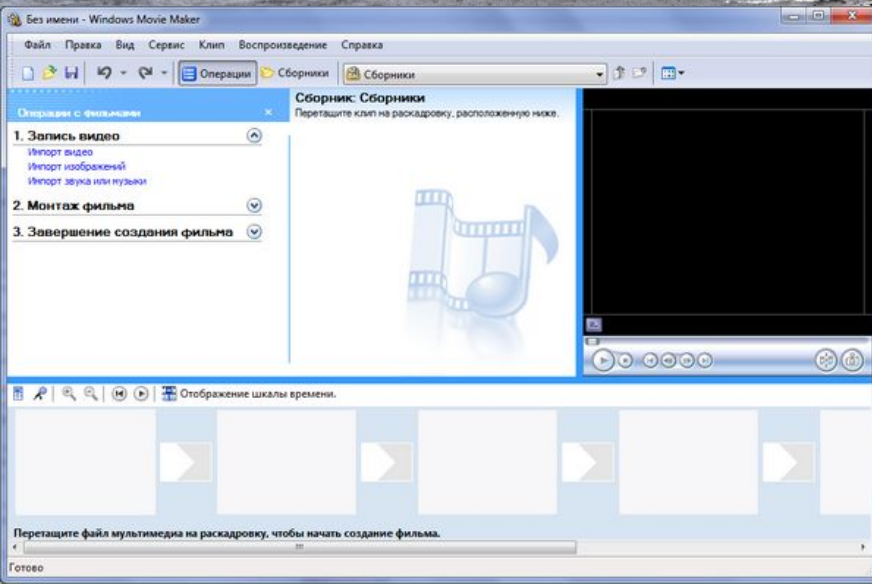 Без имени - Windows Movie Maker
Файл Правка Вид Сервис Клип Воспроизведение Справка
Операции Сборники Сборники
Операции с фильмами
1. Запись видео
Импорт видео
Импорт изображений
Импорт звука или музыки
2. Монтаж фильма
3. Завершение создания фильма
Сборник: Сборники
Перетащите клип на раскадровку, расположенную ниже.
Отображение шкалы времени.
Перетащите файл мультимедиа на раскадровку, чтобы начать создание фильма.
Готово